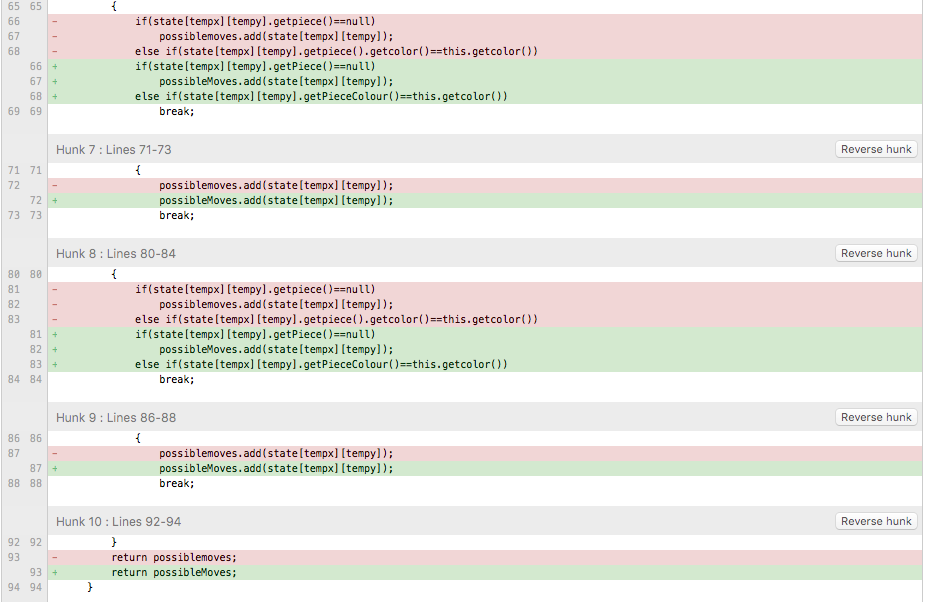 65 65 {
66 - if(state[tempx][tempy].getpiece()==null)
67 - possiblemoves.add(state[tempx][tempy]);
68 - else if(state[tempx][tempy].getpiece().getcolor()==this.getcolor())
66 + if(state[tempx][tempy].getPiece()==null)
67 + possibleMoves.add(state[tempx][tempy]);
68 + else if(state[tempx][tempy].getPieceColour()==this.getcolor())
69 69 break;
Hunk 7 : Lines 71-73 Reverse hunk
71 71 {
72 - possiblemoves.add(state[tempx][tempy]);
72 + possibleMoves.add(state[tempx][tempy]);
73 73 break;
Hunk 8 : Lines 80-84 Reverse hunk
80 80 {
81 - if(state[tempx][tempy].getpiece()==null)
82 - possiblemoves.add(state[tempx][tempy]);
83 - else if(state[tempx][tempy].getpiece().getcolor()==this.getcolor())
81 + if(state[tempx][tempy].getPiece()==null)
82 + possibleMoves.add(state[tempx][tempy]);
83 + else if(state[tempx][tempy].getPieceColour()==this.getcolor())
84 84 break;
Hunk 9 : Lines 86-88 Reverse hunk
86 86 {
87 - possiblemoves.add(state[tempx][tempy]);
87 + possibleMoves.add(state[tempx][tempy]);
88 88 break;
Hunk 10 : Lines 92-94 Reverse hunk
92 92 }
93 - return possiblemoves;
93 + return possibleMoves;
94 94 }